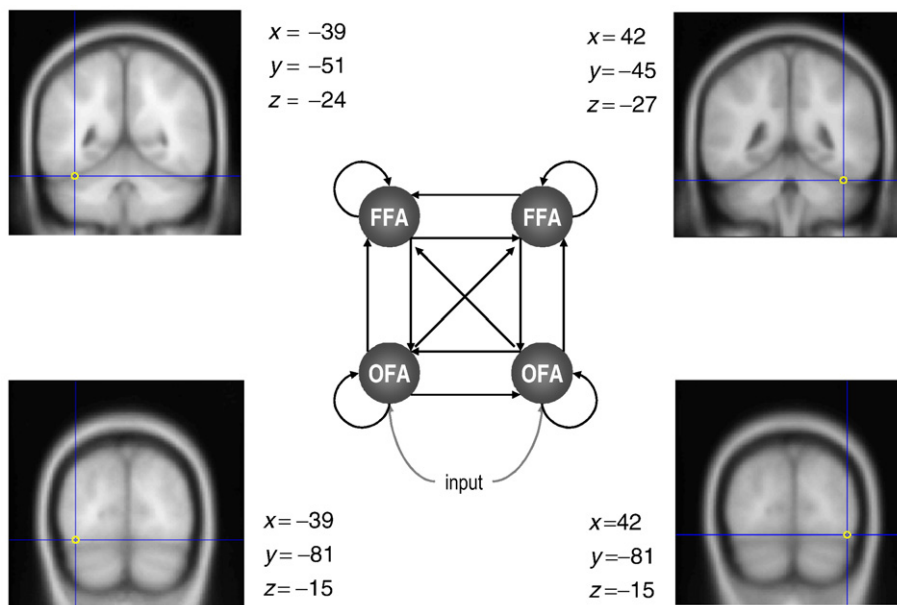 x = −39
y = −51
z = −24
x = 42
y = −45
z = −27
FFA
FFA
OFA
OFA
input
x = −39
y = −81
z = −15
x=42
y = −81
z = −15